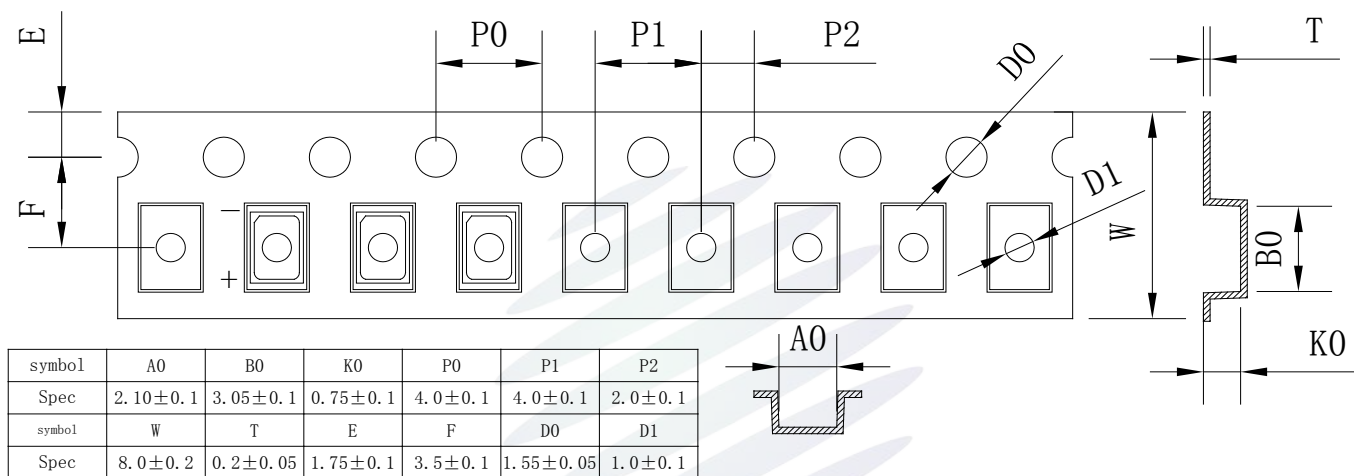 E
P0
P1
P2
D0
T
F
−
+
D1
W
B0
A0
K0
symbol A0 B0 K0 P0 P1 P2
Spec 2.10±0.1 3.05±0.1 0.75±0.1 4.0±0.1 4.0±0.1 2.0±0.1
symbol W T E F D0 D1
Spec 8.0±0.2 0.2±0.05 1.75±0.1 3.5±0.1 1.55±0.05 1.0±0.1